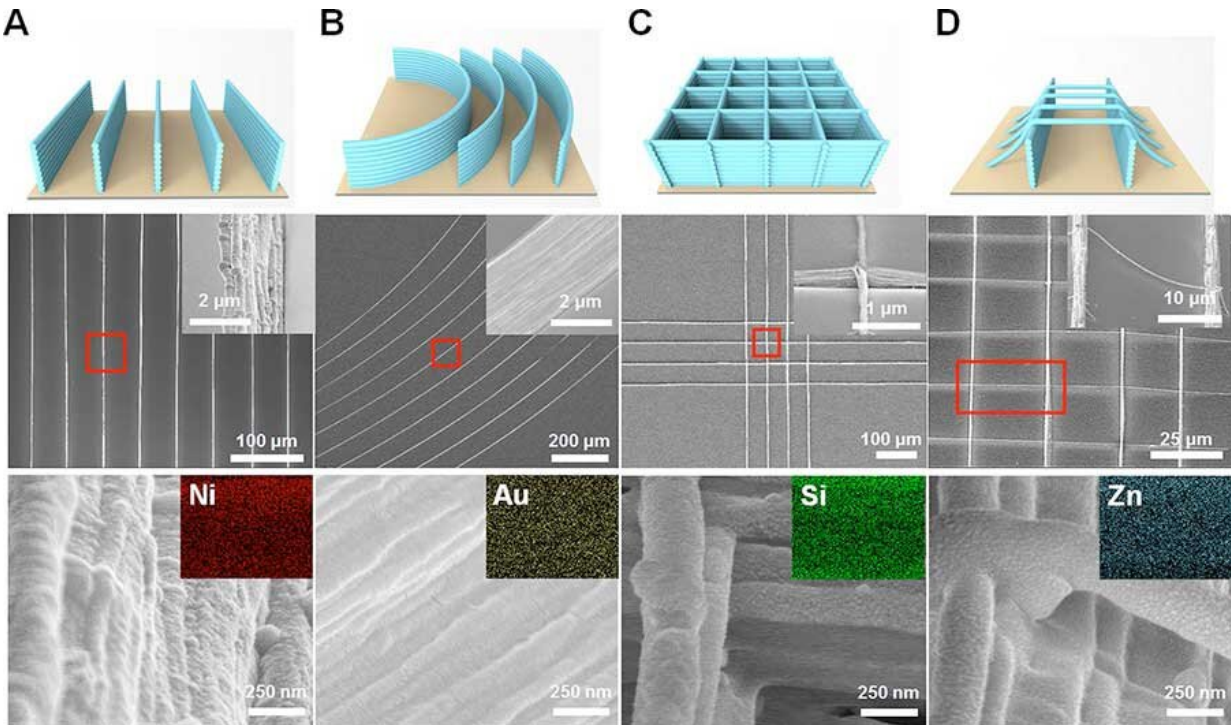 A
B
C
D
2 µm
2 µm
1 µm
10 µm
100 µm
200 µm
100 µm
25 µm
Ni
Au
Si
Zn
250 nm
250 nm
250 nm
250 nm